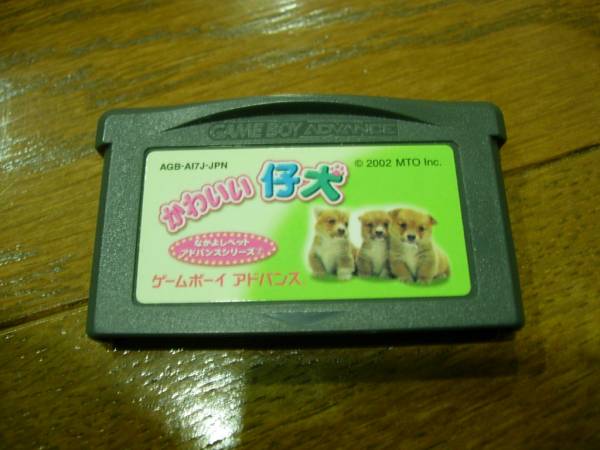 GAME BOY ADVANCE
AGB-AI7J-JPN
© 2002 MTO Inc.
かわいい仔犬
なかよしペット
アドバンスシリーズ
ゲームボーイ アドバンス